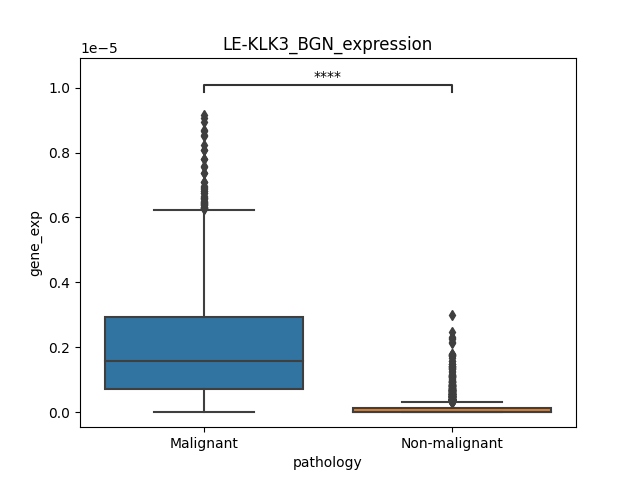 LE-KLK3_BGN_expression
1e−5
****
1.0
0.8
0.6
0.4
0.2
0.0
gene_exp
Malignant
Non-malignant
pathology